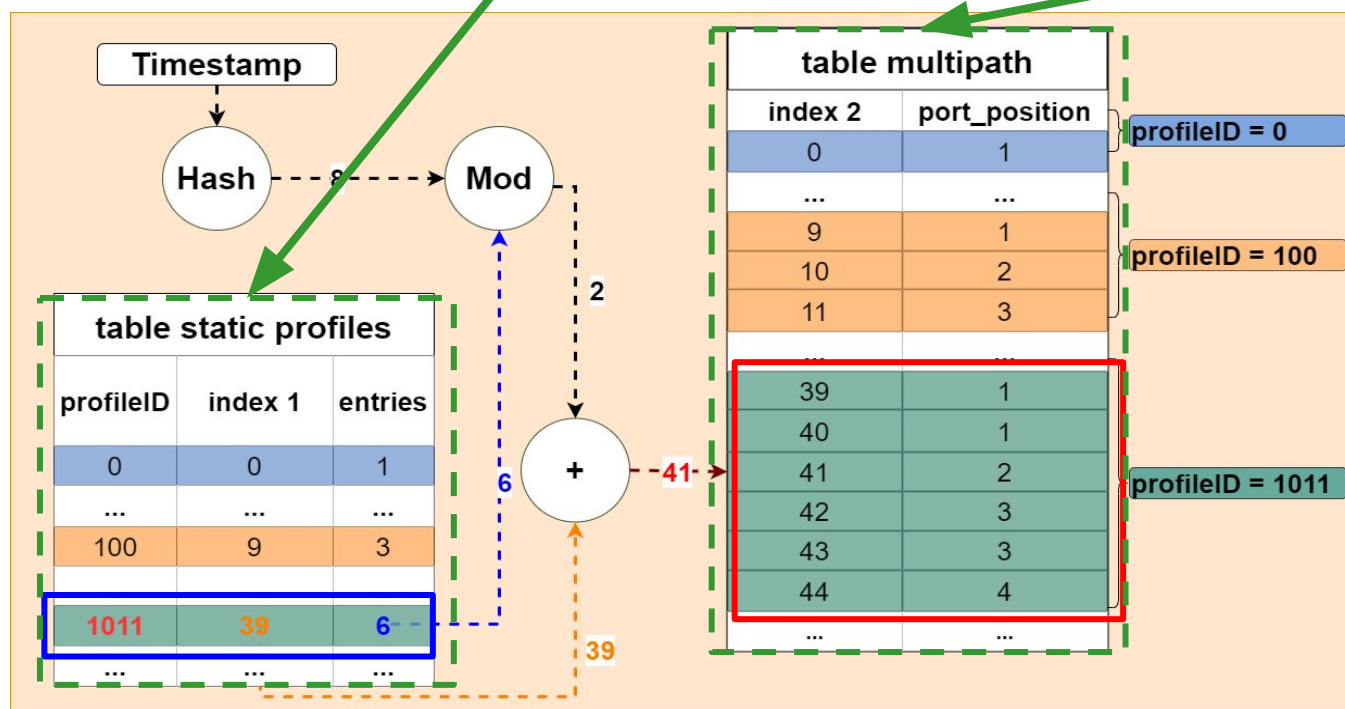 Timestamp
Hash
8
Mod
2
6
+
41
39
table static profiles
profileID index 1 entries
0 0 1
... ... ...
100 9 3
1011 39 6
... ... ...
table multipath
index 2 port_position
0 1
... ...
9 1
10 2
11 3
... ...
39 1
40 1
41 2
42 3
43 3
44 4
... ...
profileID = 0
profileID = 100
profileID = 1011